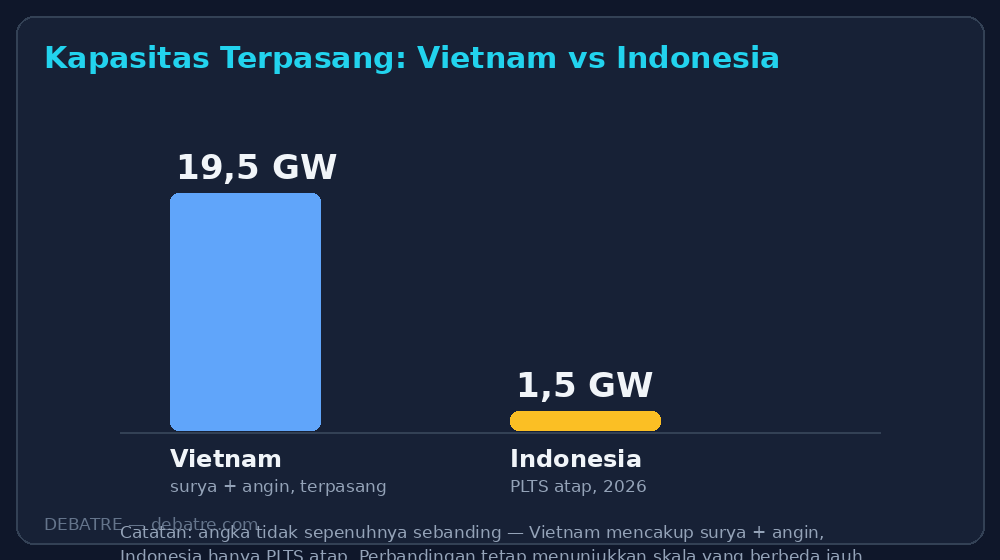 Kapasitas Terpasang: Vietnam vs Indonesia
19,5 GW
1,5 GW
Vietnam
surya + angin, terpasang
Indonesia
PLTS atap, 2026
DEBATRE — debatre.com
Catatan: angka tidak sepenuhnya sebanding — Vietnam mencakup surya + angin,
Indonesia hanya PLTS atap. Perbandingan tetap menunjukkan skala yang berbeda jauh.